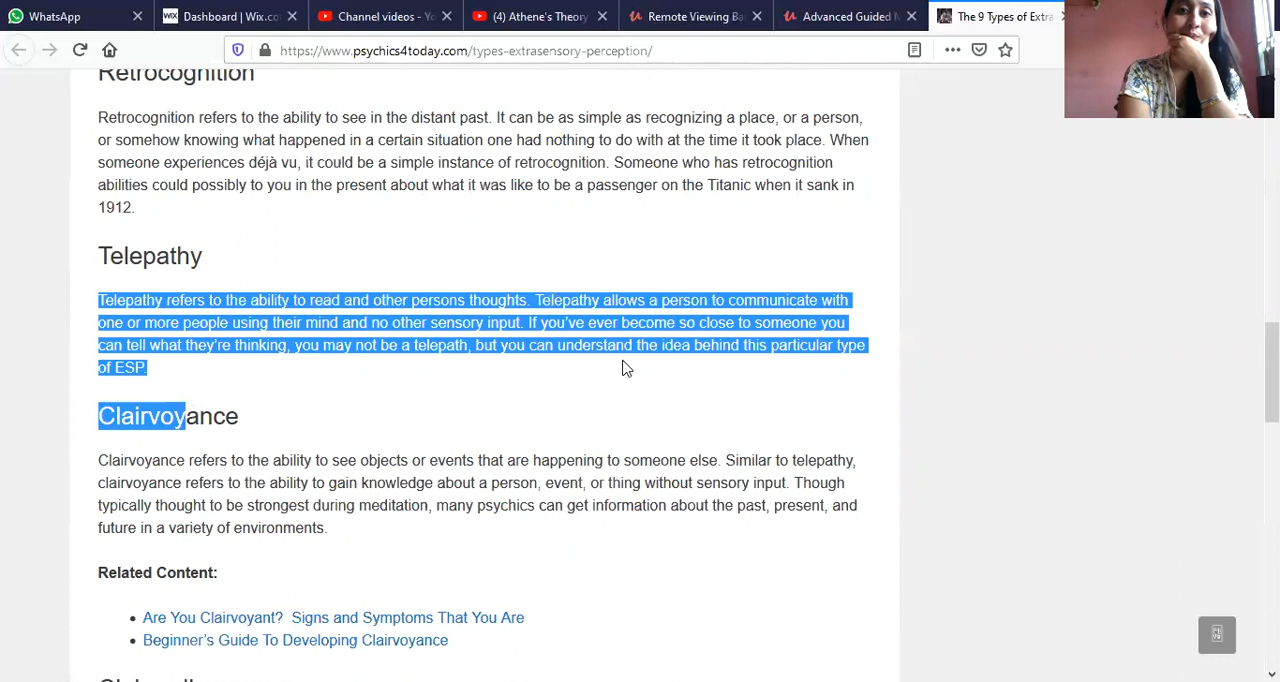 WhatsApp
Dashboard | Wix.co
Channel videos - Yo
(4) Athene's Theory
Remote Viewing Ba
Advanced Guided M
The 9 Types of Extra
https://www.psychics4today.com/types-extrasensory-perception/
Retrocognition
Retrocognition refers to the ability to see in the distant past. It can be as simple as recognizing a place, or a person,
or somehow knowing what happened in a certain situation one had nothing to do with at the time it took place. When
someone experiences déjà vu, it could be a simple instance of retrocognition. Someone who has retrocognition
abilities could possibly to you in the present about what it was like to be a passenger on the Titanic when it sank in
1912.
Telepathy
Telepathy refers to the ability to read and other persons thoughts. Telepathy allows a person to communicate with
one or more people using their mind and no other sensory input. If you've ever become so close to someone you
can tell what they're thinking, you may not be a telepath, but you can understand the idea behind this particular type
of ESP.
Clairvoyance
Clairvoyance refers to the ability to see objects or events that are happening to someone else. Similar to telepathy,
clairvoyance refers to the ability to gain knowledge about a person, event, or thing without sensory input. Though
typically thought to be strongest during meditation, many psychics can get information about the past, present, and
future in a variety of environments.
Related Content:
Are You Clairvoyant? Signs and Symptoms That You Are
Beginner's Guide To Developing Clairvoyance